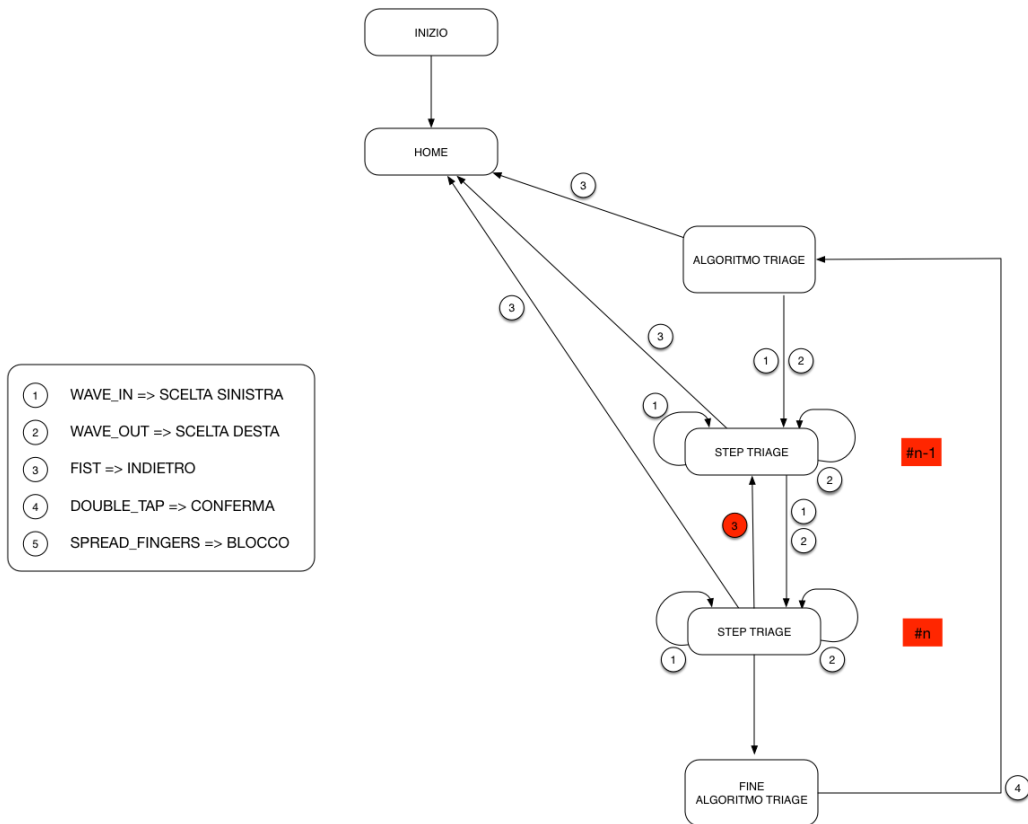 INIZIO
HOME
3
ALGORITMO TRIAGE
3
3
1 2
1 WAVE_IN => SCELTA SINISTRA
2 WAVE_OUT => SCELTA DESTA
3 FIST => INDIETRO
4 DOUBLE_TAP => CONFERMA
5 SPREAD_FINGERS => BLOCCO
1
STEP TRIAGE
#n-1
2
1
3
2
STEP TRIAGE
#n
1
2
FINE
ALGORITMO TRIAGE
4